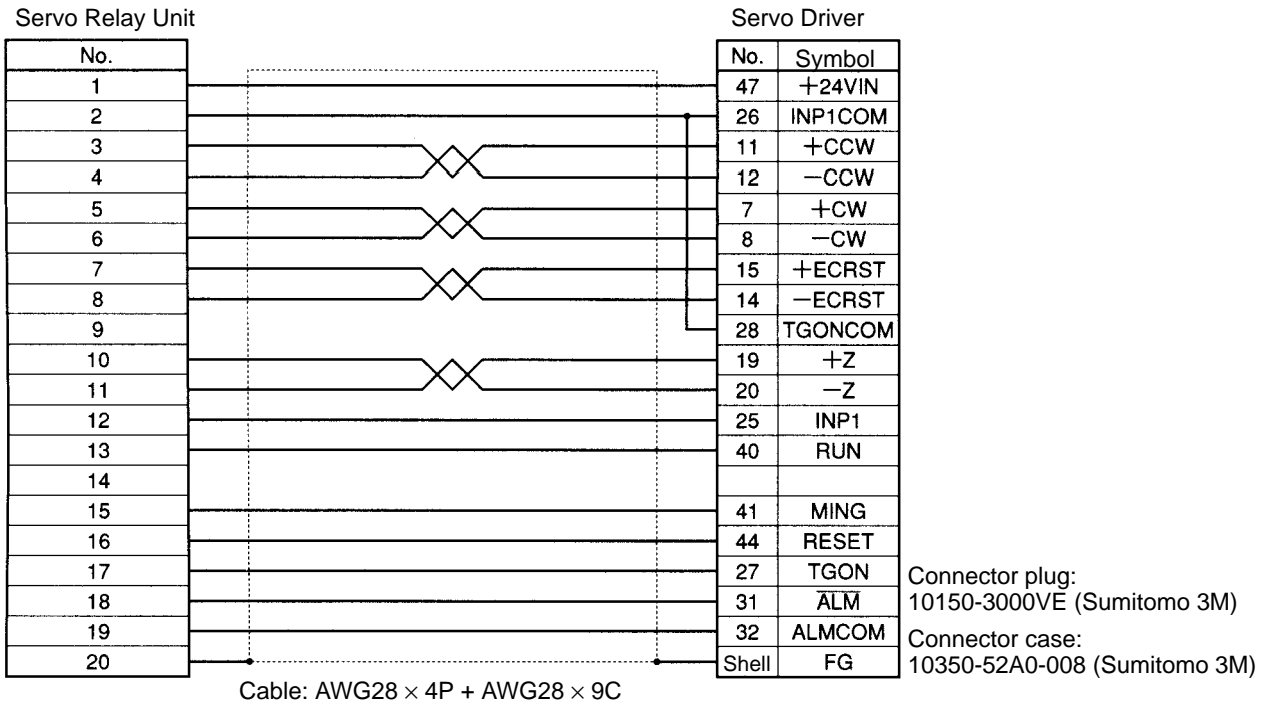 Servo Relay Unit Servo Driver
No. No. Symbol
1 47 +24VIN
2 26 INP1COM
3 11 +CCW
4 12 −CCW
5 7 +CW
6 8 −CW
7 15 +ECRST
8 14 −ECRST
9 28 TGONCOM
10 19 +Z
11 20 −Z
12 25 INP1
13 40 RUN
14
15 41 MING
16 44 RESET
17 27 TGON
18 31 A̅L̅M̅
19 32 ALMCOM
20 Shell FG
Connector plug:
10150-3000VE (Sumitomo 3M)
Connector case:
10350-52A0-008 (Sumitomo 3M)
Cable: AWG28 × 4P + AWG28 × 9C